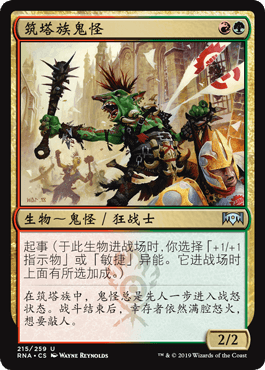 筑塔族鬼怪
生物～鬼怪／狂战士
起事（于此生物进战场时，你选择「+1/+1
指示物」或「敏捷」异能。它进战场时
上面有所选加成。）
在筑塔族中，鬼怪总是先人一步进入战怒
状态。战斗结束后，幸存者依然满腔怒火，
想要敲人。
2/2
215/259 U
RNA • CS WAYNE REYNOLDS
™ & © 2019 Wizards of the Coast